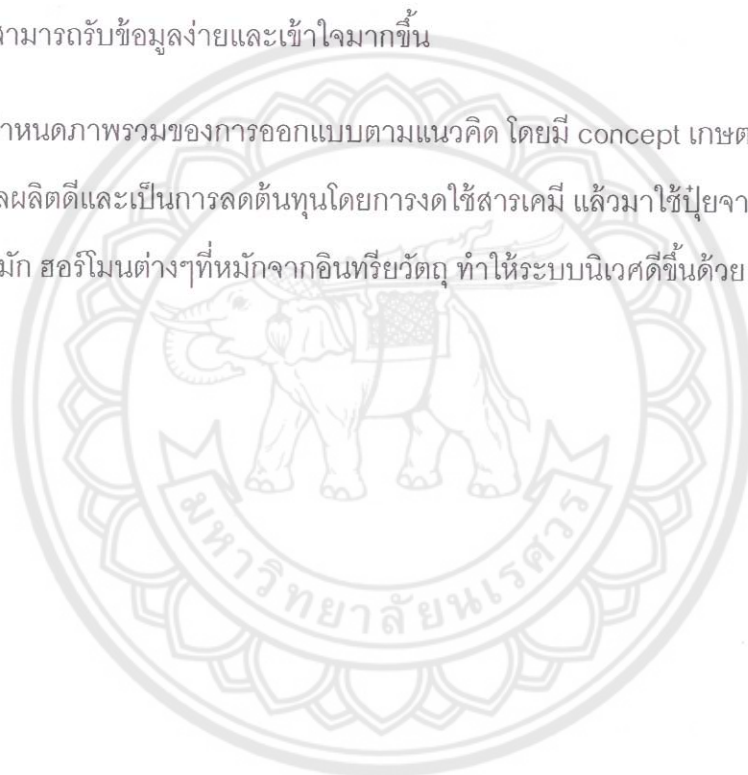 สามารถรับข้อมูลง่ายและเข้าใจมากขึ้น
กำหนดภาพรวมของการออกแบบตามแนวคิด โดยมี concept เกษต
ผลผลิตดีและเป็นการลดต้นทุนโดยการงดใช้สารเคมี แล้วมาใช้ปุ๋ยจา
มัก ฮอร์โมนต่างๆที่หมักจากอินทรียวัตถุ ทำให้ระบบนิเวศดีขึ้นด้วย
มหาวิทยาลัยนเรศวร